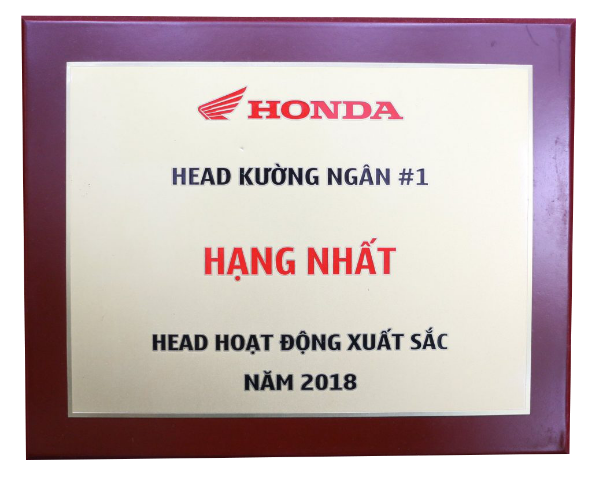 HONDA
HEAD KƯỜNG NGÂN #1
HẠNG NHẤT
HEAD HOẠT ĐỘNG XUẤT SẮC
NĂM 2018